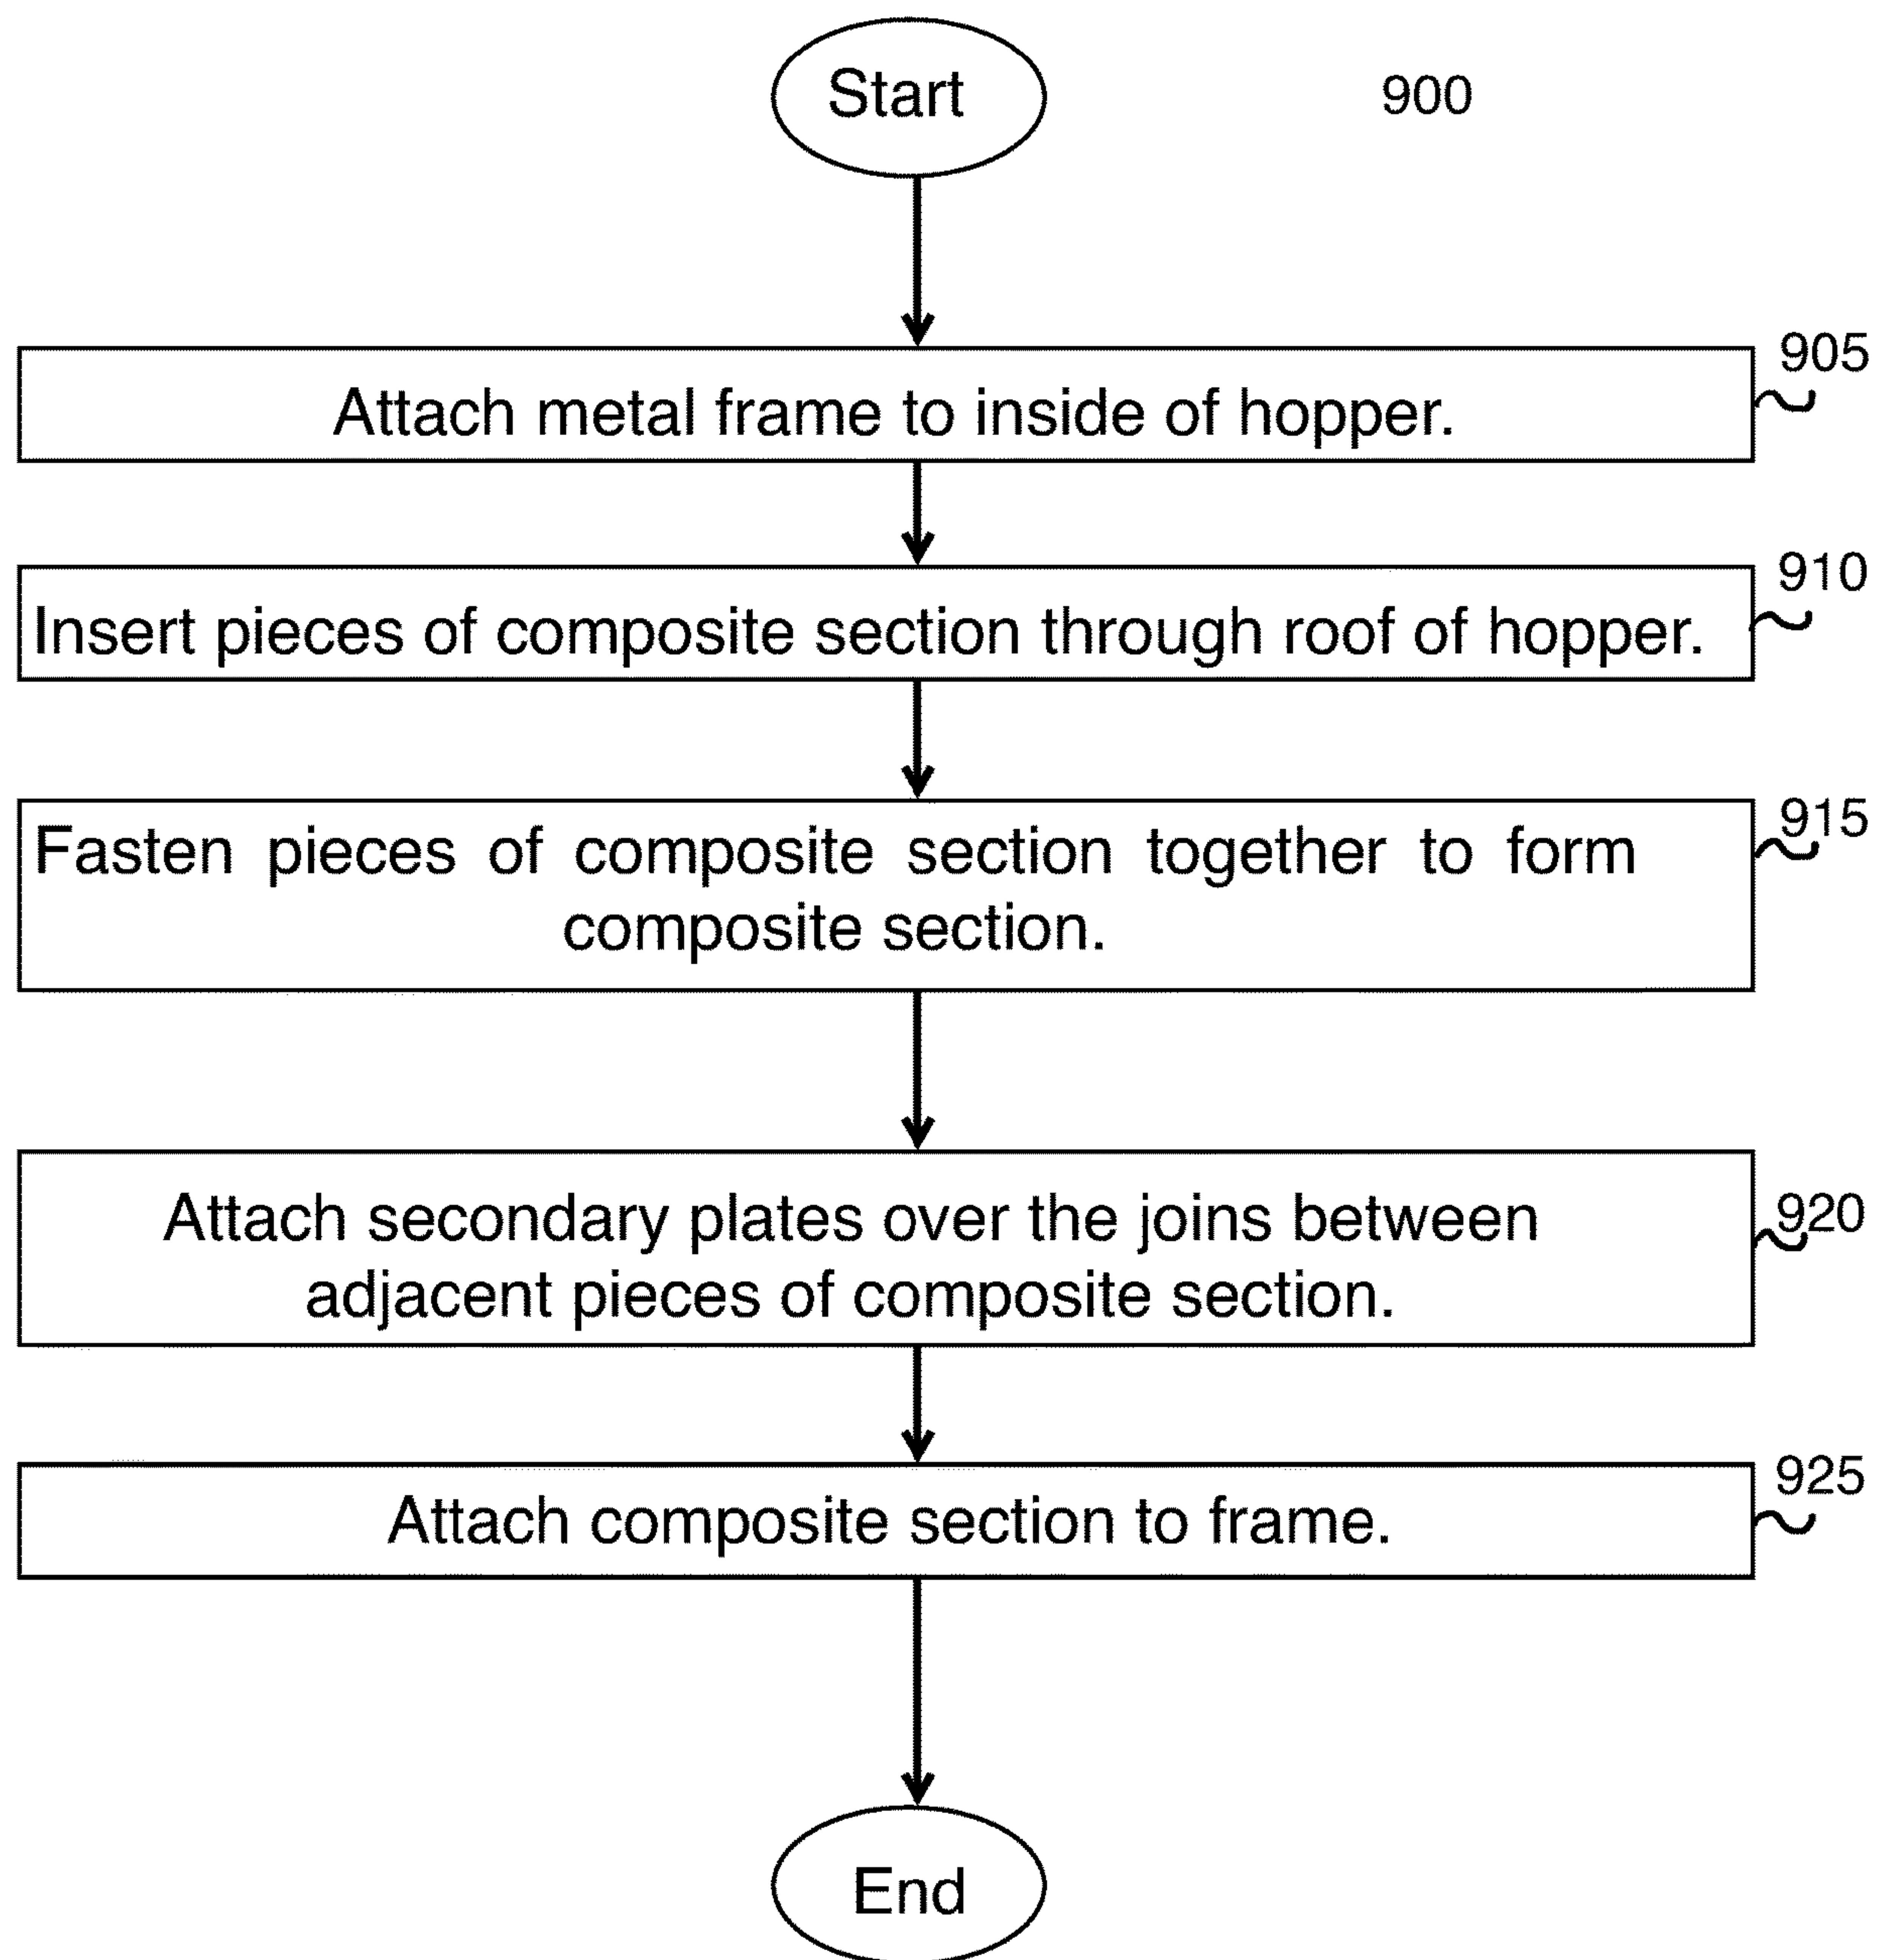 Start
900
905
Attach metal frame to inside of hopper.
910
Insert pieces of composite section through roof of hopper.
915
Fasten pieces of composite section together to form
composite section.
920
Attach secondary plates over the joins between
adjacent pieces of composite section.
925
Attach composite section to frame.
End